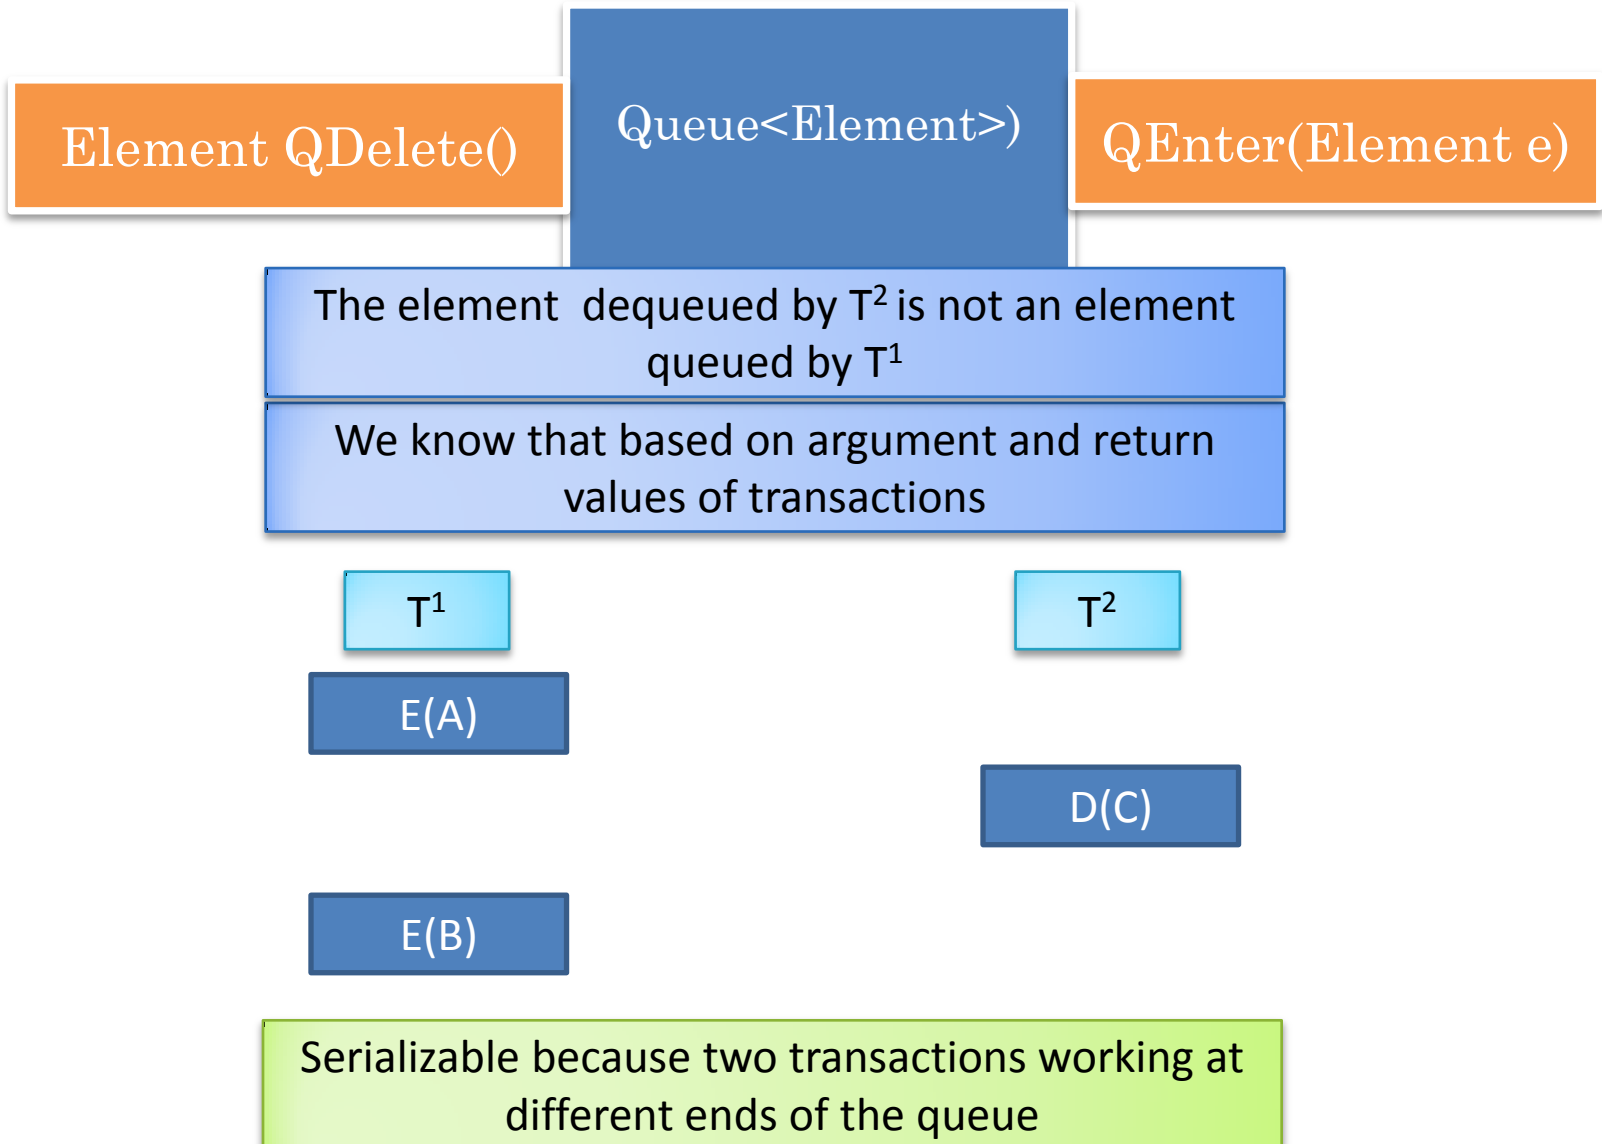 Element QDelete()
Queue<Element>)
QEnter(Element e)
The element dequeued by T² is not an element
queued by T¹
We know that based on argument and return
values of transactions
T¹
T²
E(A)
D(C)
E(B)
Serializable because two transactions working at
different ends of the queue